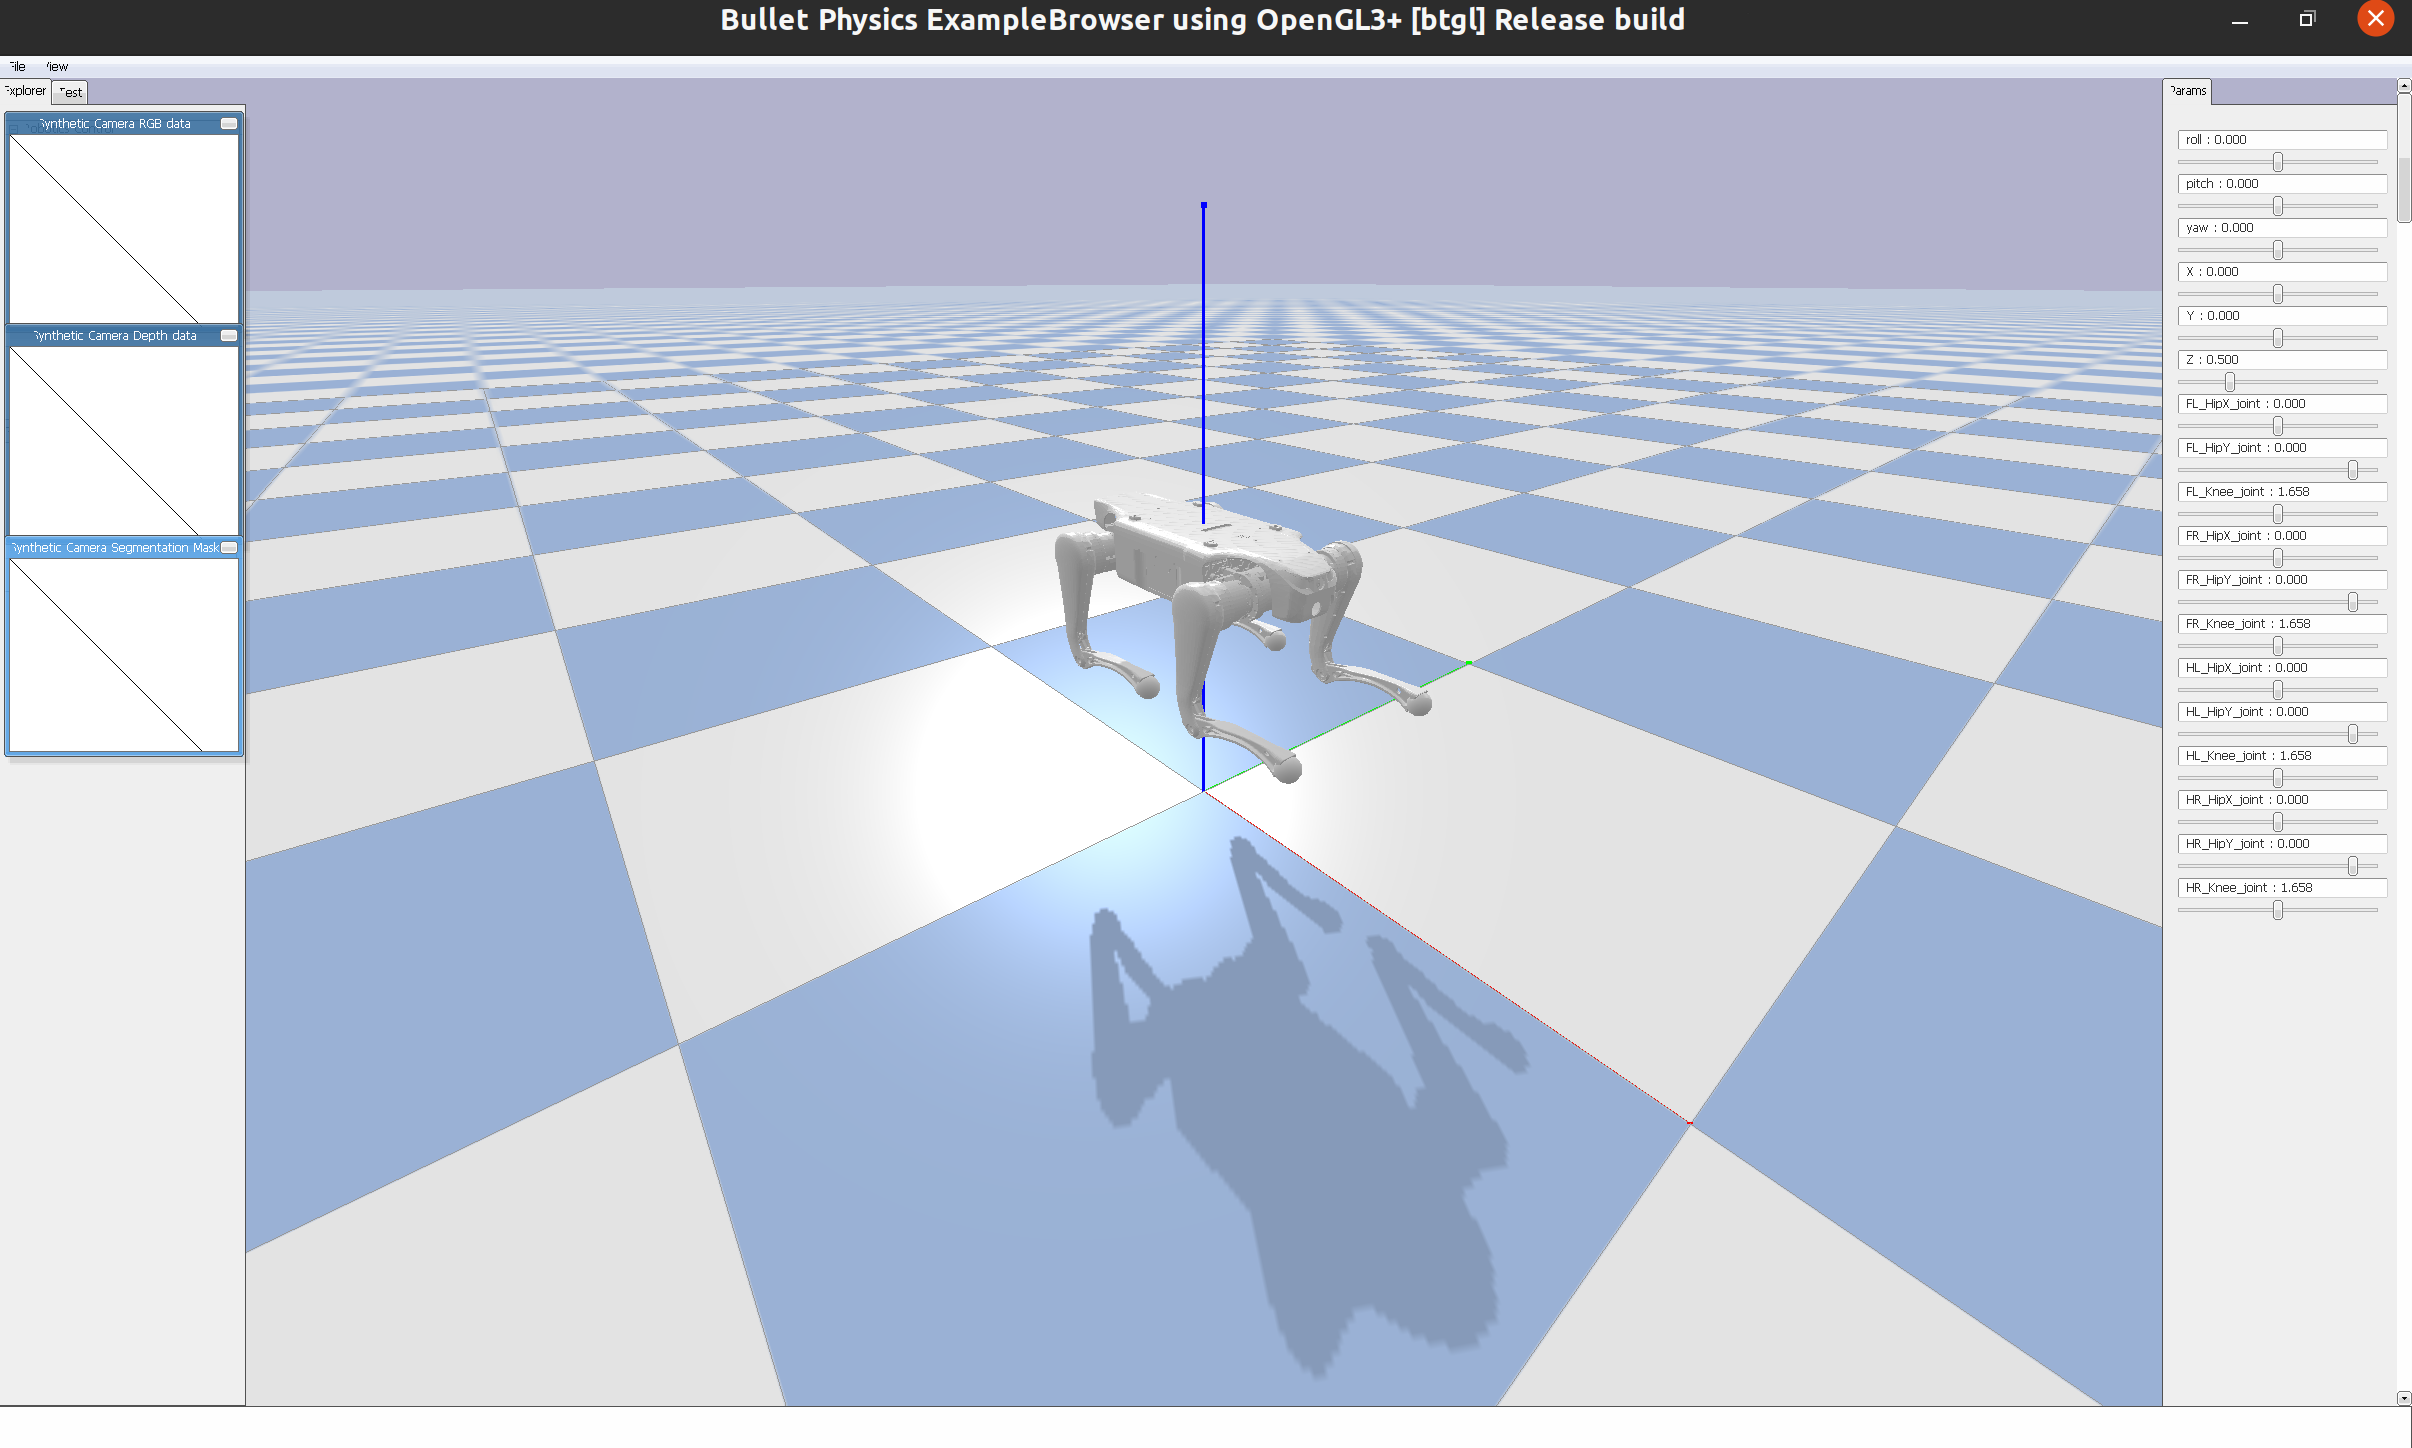 Bullet Physics ExampleBrowser using OpenGL3+ [btgl] Release build
File View
Explorer Test
Synthetic Camera RGB data
Synthetic Camera Depth data
Synthetic Camera Segmentation Mask
Params
roll : 0.000
pitch : 0.000
yaw : 0.000
X : 0.000
Y : 0.000
Z : 0.500
FL_HipX_joint : 0.000
FL_HipY_joint : 0.000
FL_Knee_joint : 1.658
FR_HipX_joint : 0.000
FR_HipY_joint : 0.000
FR_Knee_joint : 1.658
HL_HipX_joint : 0.000
HL_HipY_joint : 0.000
HL_Knee_joint : 1.658
HR_HipX_joint : 0.000
HR_HipY_joint : 0.000
HR_Knee_joint : 1.658